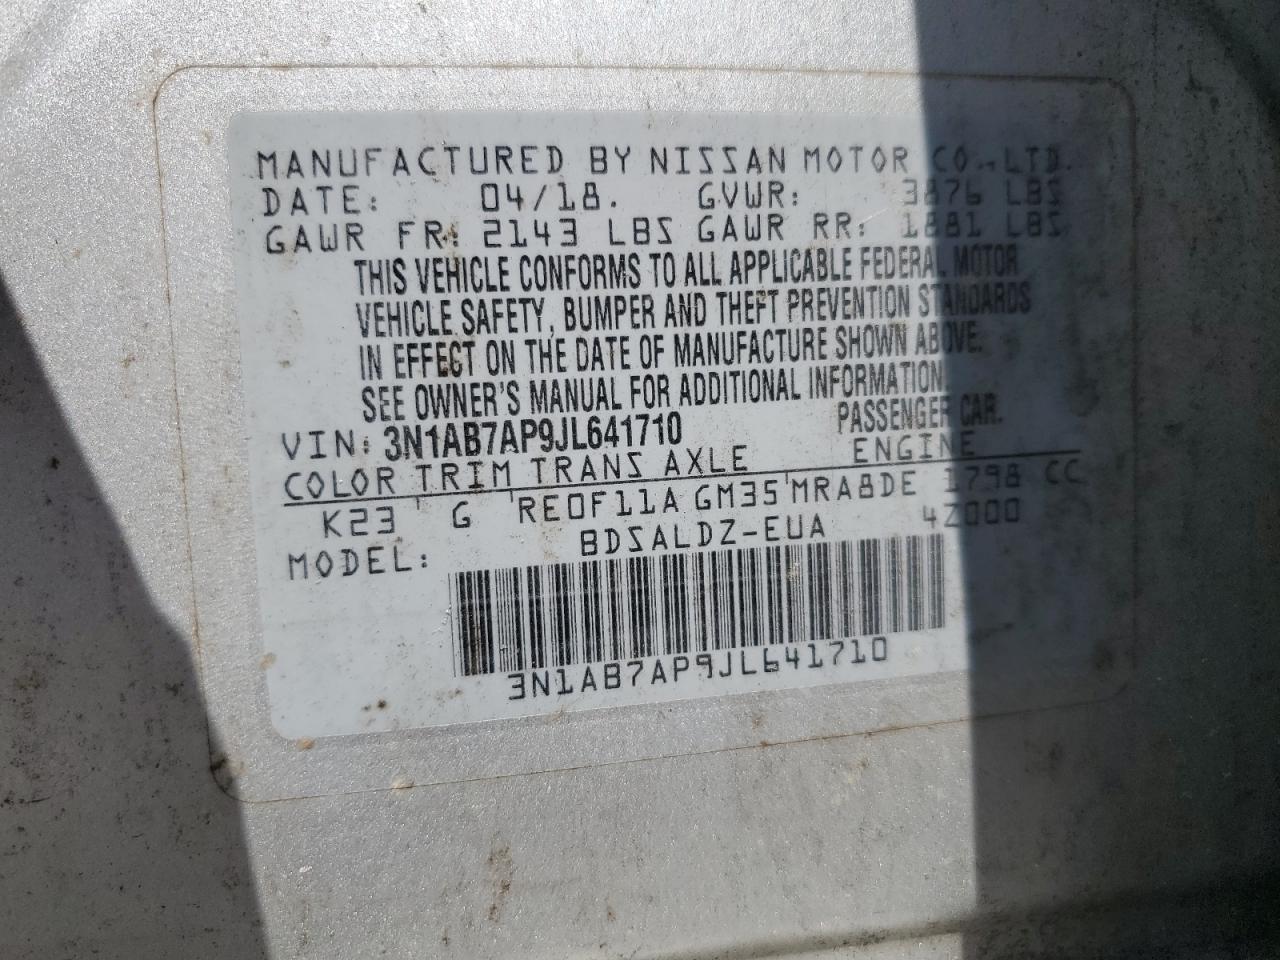 MANUFACTURED BY NISSAN MOTOR CO., LTD.
DATE: 04/18. GVWR: 3876 LBS
GAWR FR: 2143 LBS GAWR RR: 1881 LBS
THIS VEHICLE CONFORMS TO ALL APPLICABLE FEDERAL MOTOR
VEHICLE SAFETY, BUMPER AND THEFT PREVENTION STANDARDS
IN EFFECT ON THE DATE OF MANUFACTURE SHOWN ABOVE.
SEE OWNER'S MANUAL FOR ADDITIONAL INFORMATION.
VIN: 3N1AB7AP9JL641710 PASSENGER CAR.
COLOR TRIM TRANS AXLE ENGINE
K23 G RE0F11A GM35 MRA8DE 1798 CC
MODEL: BDSALDZ-EUA 4Z000
3N1AB7AP9JL641710